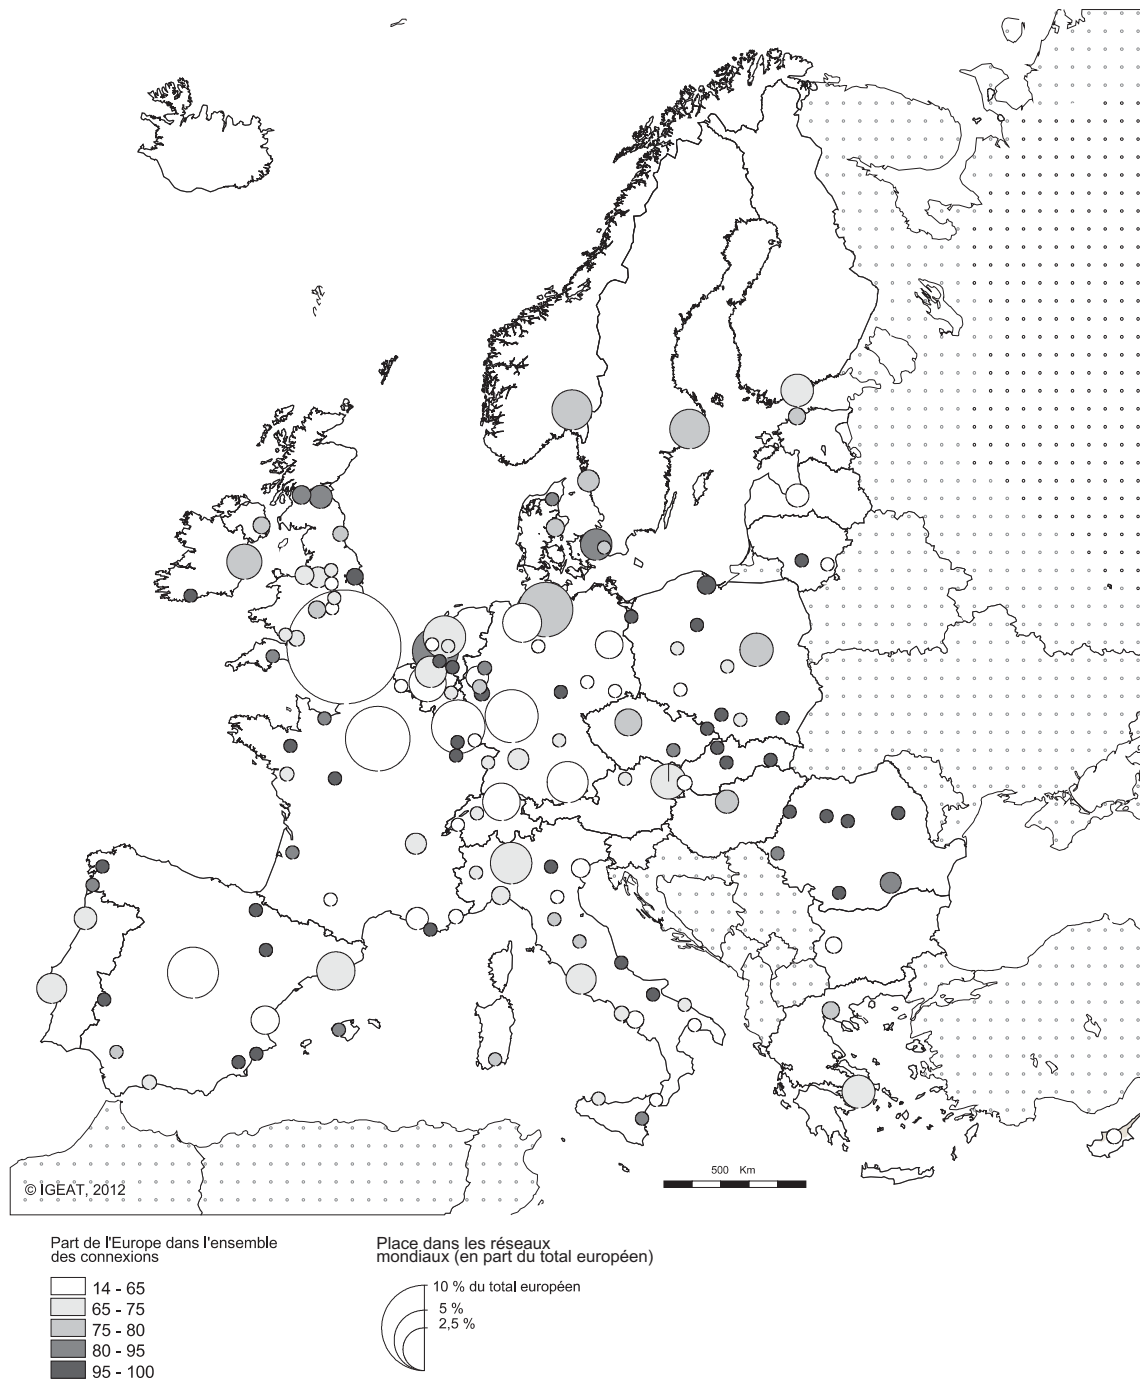 500 Km
© IGEAT, 2012
Part de l'Europe dans l'ensemble
des connexions
14 - 65
65 - 75
75 - 80
80 - 95
95 - 100
Place dans les réseaux
mondiaux (en part du total européen)
10 % du total européen
5 %
2,5 %